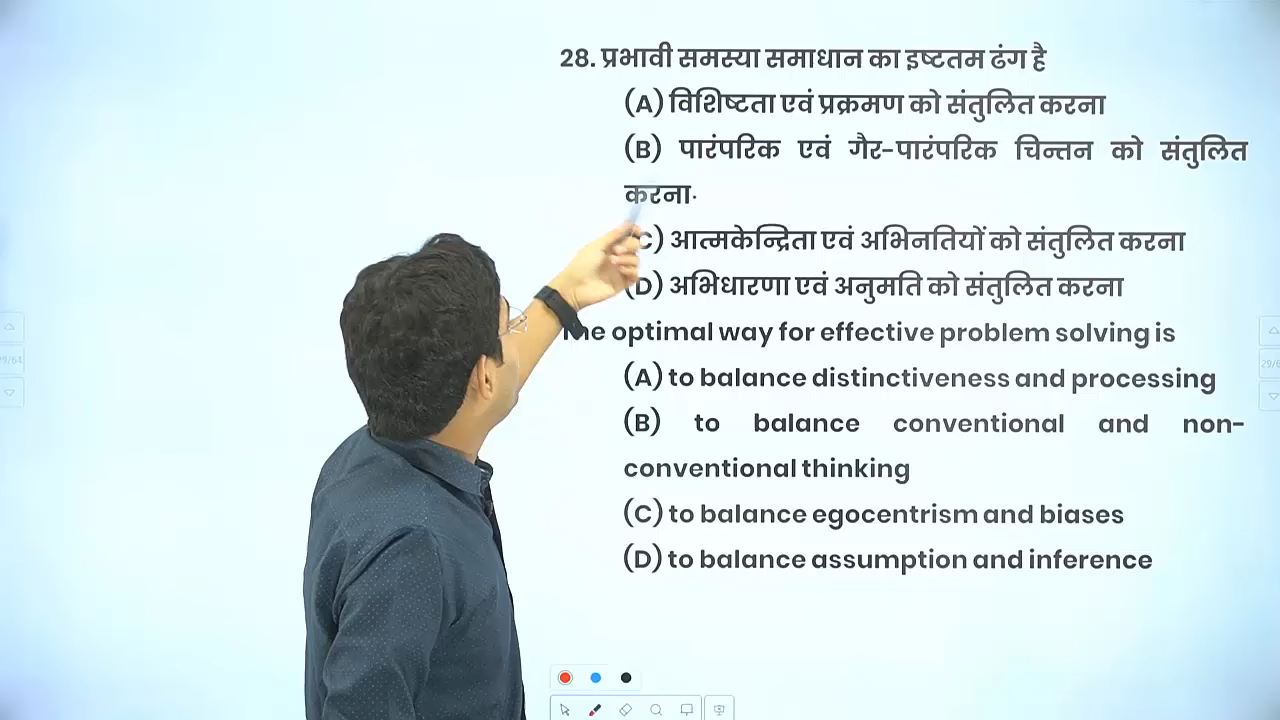 28. प्रभावी समस्या समाधान का इष्टतम ढंग है
(A) विशिष्टता एवं प्रक्रमण को संतुलित करना
(B) पारंपरिक एवं गैर-पारंपरिक चिन्तन को संतुलित
करना
C) आत्मकेन्द्रिता एवं अभिनतियों को संतुलित करना
(D) अभिधारणा एवं अनुमति को संतुलित करना
The optimal way for effective problem solving is
(A) to balance distinctiveness and processing
(B) to balance conventional and non-
conventional thinking
(C) to balance egocentrism and biases
(D) to balance assumption and inference
29/64